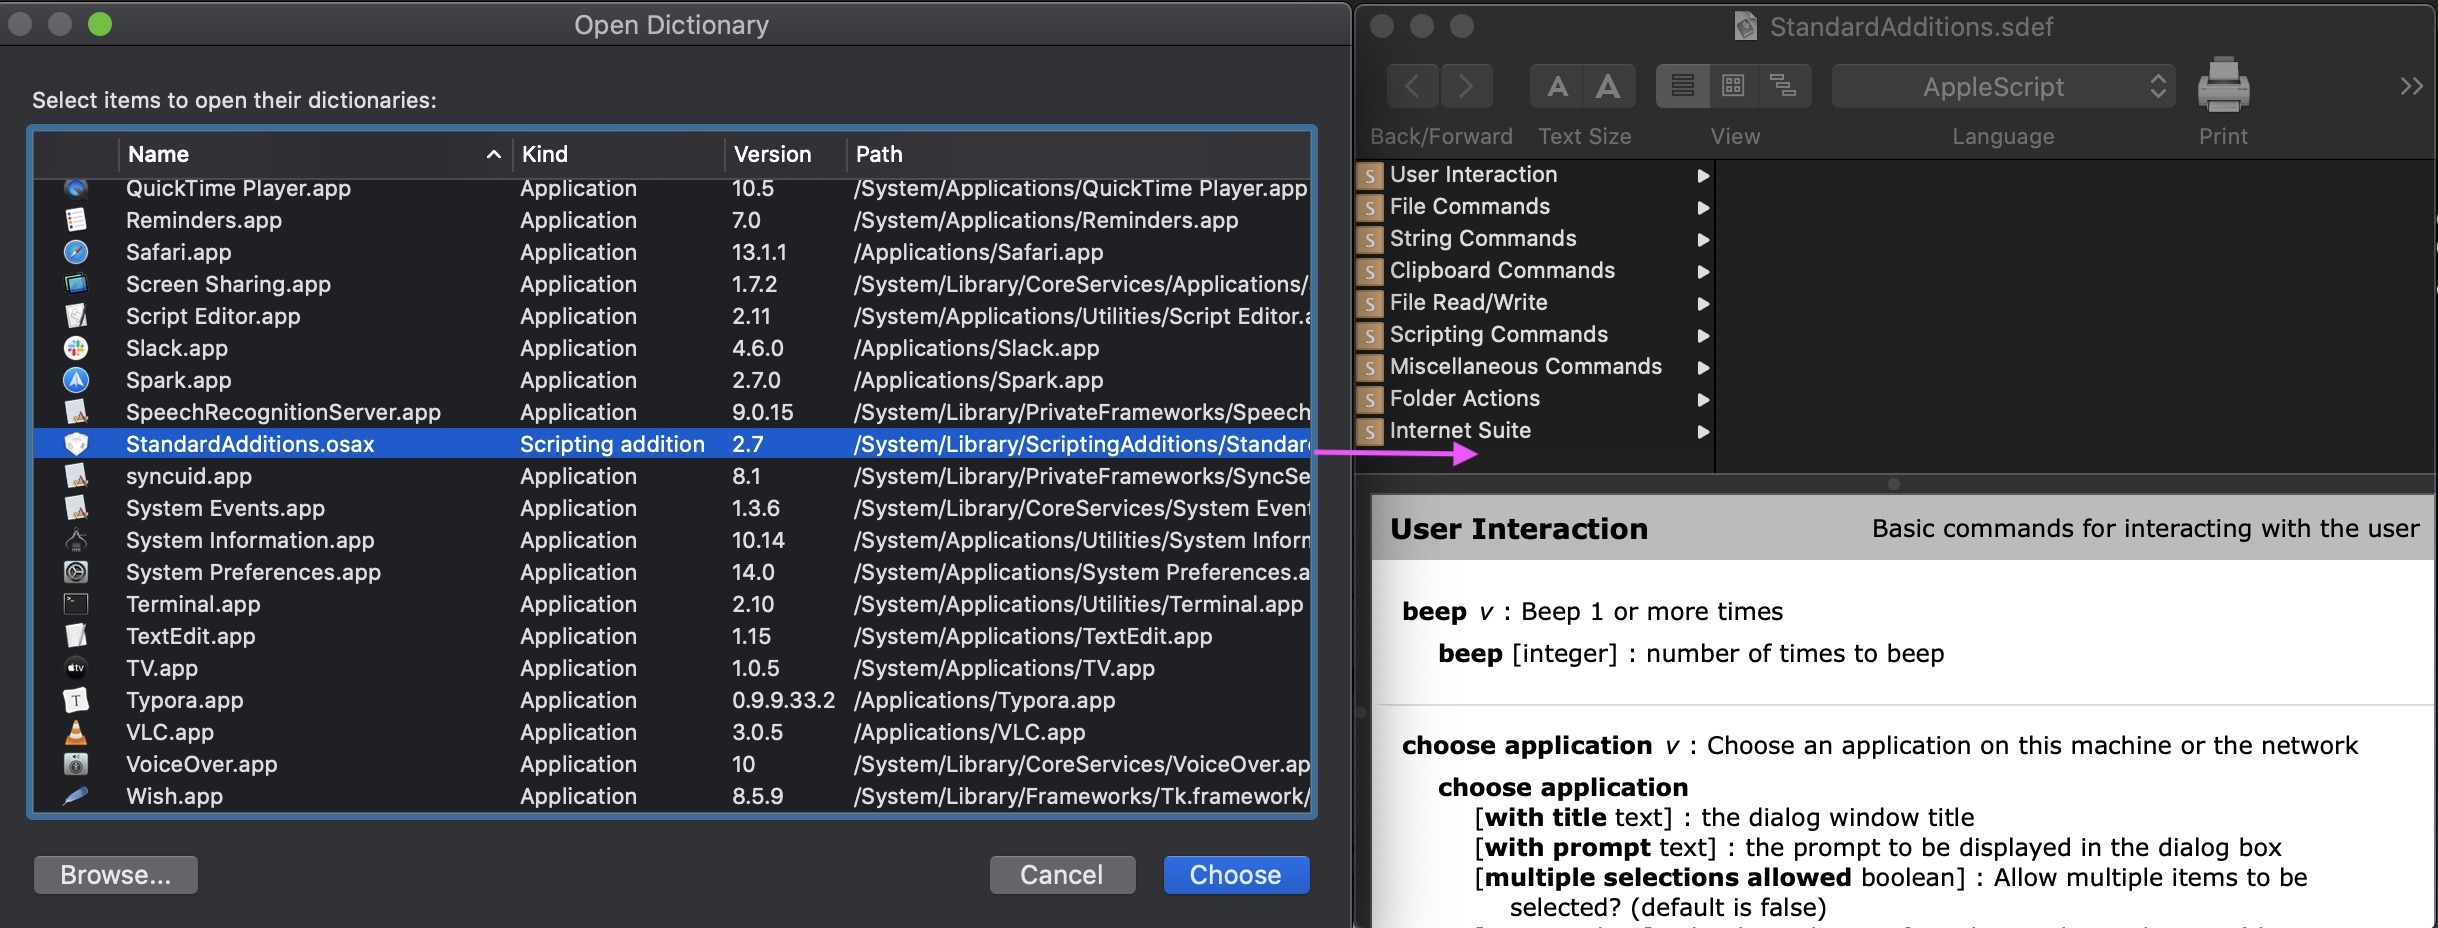 Open Dictionary
Select items to open their dictionaries:
Name Kind Version Path
QuickTime Player.app Application 10.5 /System/Applications/QuickTime Player.app
Reminders.app Application 7.0 /System/Applications/Reminders.app
Safari.app Application 13.1.1 /Applications/Safari.app
Screen Sharing.app Application 1.7.2 /System/Library/CoreServices/Applications/
Script Editor.app Application 2.11 /System/Applications/Utilities/Script Editor.a
Slack.app Application 4.6.0 /Applications/Slack.app
Spark.app Application 2.7.0 /Applications/Spark.app
SpeechRecognitionServer.app Application 9.0.15 /System/Library/PrivateFrameworks/Speech
StandardAdditions.osax Scripting addition 2.7 /System/Library/ScriptingAdditions/Standar
syncuid.app Application 8.1 /System/Library/PrivateFrameworks/SyncSe
System Events.app Application 1.3.6 /System/Library/CoreServices/System Event
System Information.app Application 10.14 /System/Applications/Utilities/System Inform
System Preferences.app Application 14.0 /System/Applications/System Preferences.a
Terminal.app Application 2.10 /System/Applications/Utilities/Terminal.app
TextEdit.app Application 1.15 /System/Applications/TextEdit.app
TV.app Application 1.0.5 /System/Applications/TV.app
Typora.app Application 0.9.9.33.2 /Applications/Typora.app
VLC.app Application 3.0.5 /Applications/VLC.app
VoiceOver.app Application 10 /System/Library/CoreServices/VoiceOver.ap
Wish.app Application 8.5.9 /System/Library/Frameworks/Tk.framework/
Browse... Cancel Choose
StandardAdditions.sdef
A A AppleScript
Back/Forward Text Size View Language Print
S User Interaction
S File Commands
S String Commands
S Clipboard Commands
S File Read/Write
S Scripting Commands
S Miscellaneous Commands
S Folder Actions
S Internet Suite
User Interaction Basic commands for interacting with the user
beep v : Beep 1 or more times
beep [integer] : number of times to beep
choose application v : Choose an application on this machine or the network
choose application
[with title text] : the dialog window title
[with prompt text] : the prompt to be displayed in the dialog box
[multiple selections allowed boolean] : Allow multiple items to be
selected? (default is false)